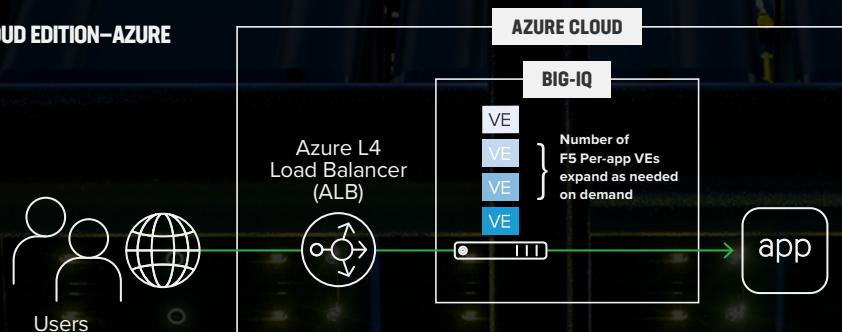 UD EDITION–AZURE
AZURE CLOUD
BIG-IQ
VE
VE
VE
VE
Number of
F5 Per-app VEs
expand as needed
on demand
Azure L4
Load Balancer
(ALB)
app
Users